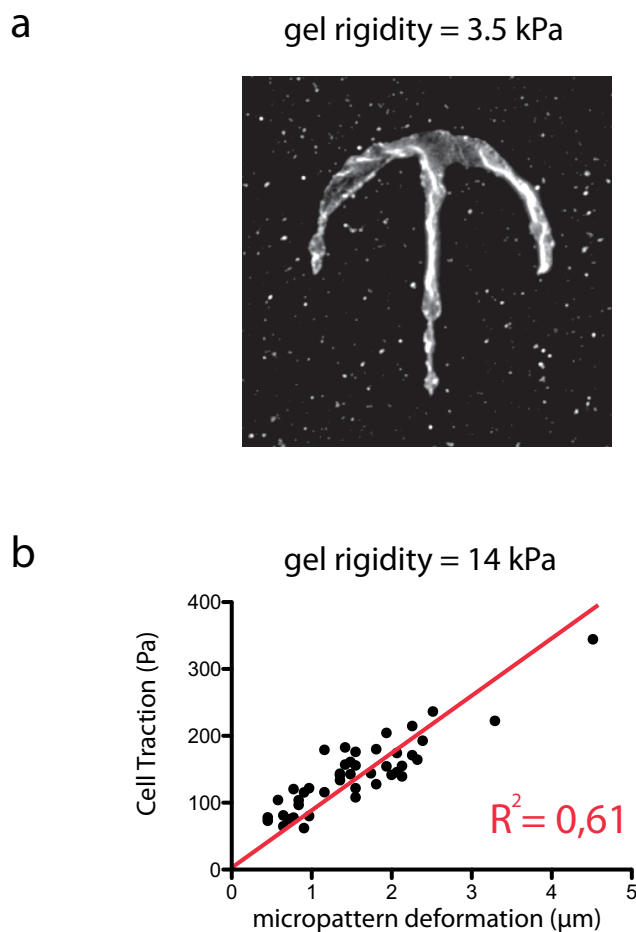 a
gel rigidity = 3.5 kPa
b
gel rigidity = 14 kPa
400
300
200
100
0
Cell Traction (Pa)
R²= 0,61
0 1 2 3 4 5
micropattern deformation (µm)